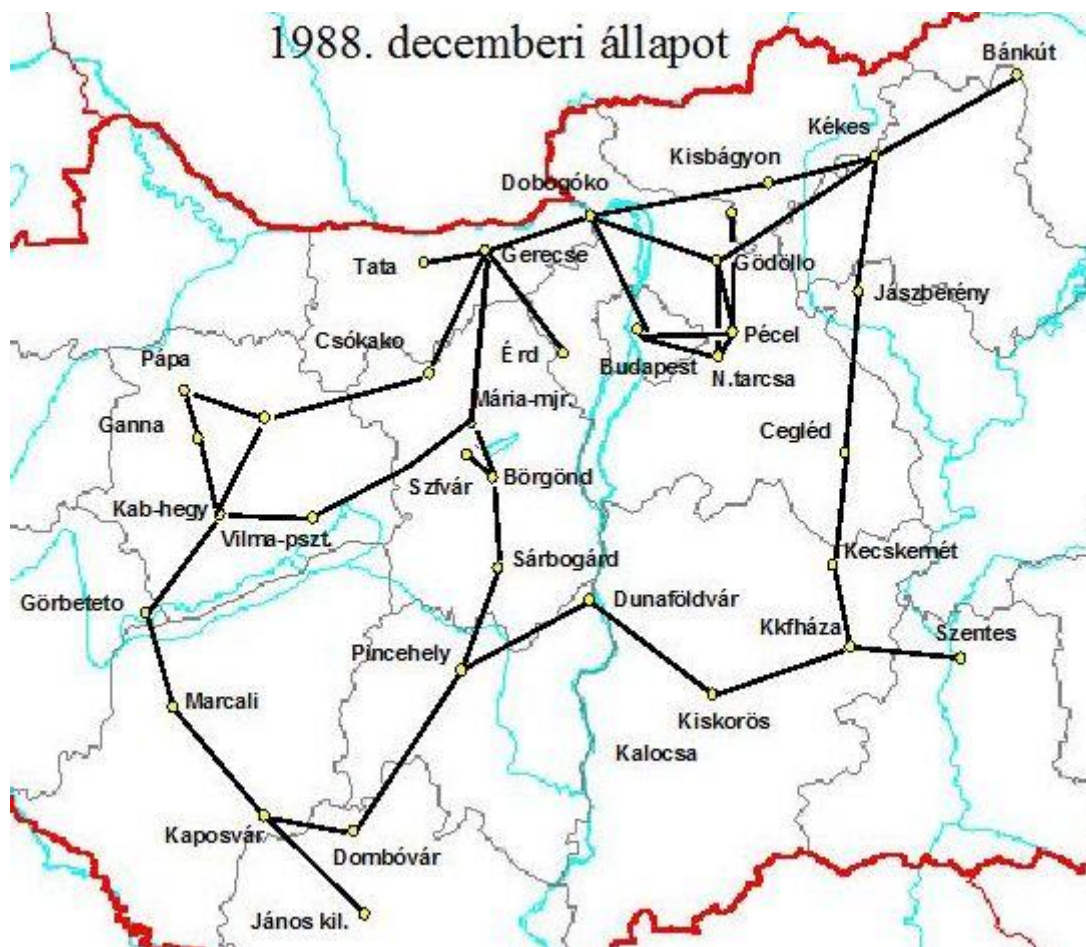 1988. decemberi állapot
Bánkút
Kékes
Kisbágyon
Dobogóko
Gerecse
Tata
Gödöllo
Jászberény
Csókako
Érd
Pécel
Budapest
N.tarcsa
Pápa
Mária-mjr.
Ganna
Cegléd
Szfvár
Börgönd
Kab-hegy
Vilma-pszt.
Sárbogárd
Kecskemét
Görbeteto
Dunaföldvár
Kkfháza
Szentes
Pincehely
Marcali
Kiskorös
Kalocsa
Kaposvár
Dombóvár
János kil.